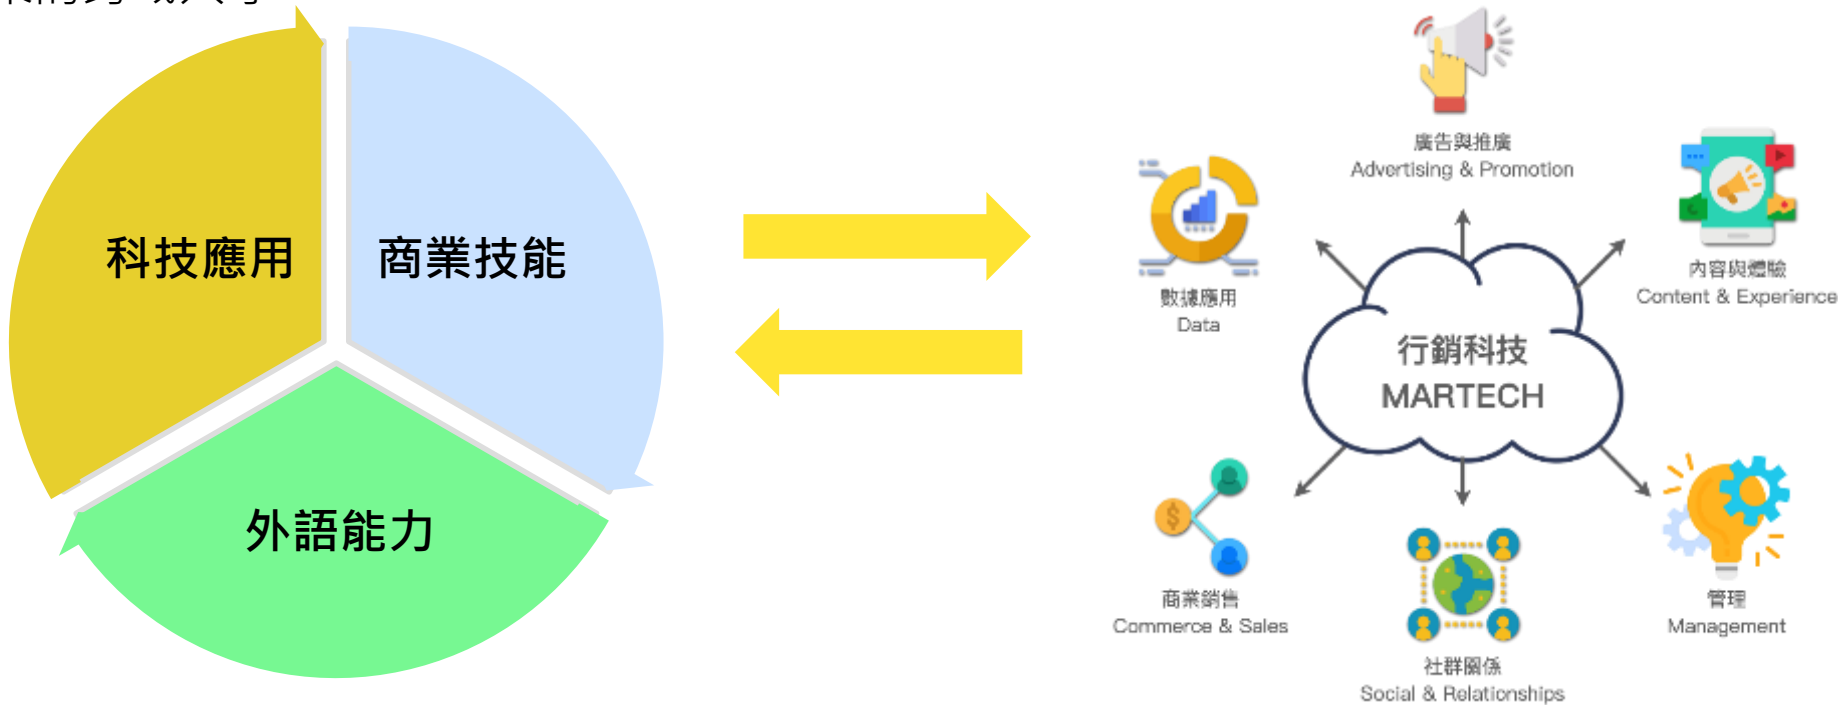 科技應用
商業技能
外語能力
廣告與推廣
Advertising & Promotion
數據應用
Data
內容與體驗
Content & Experience
行銷科技
MARTECH
商業銷售
Commerce & Sales
社群關係
Social & Relationships
管理
Management